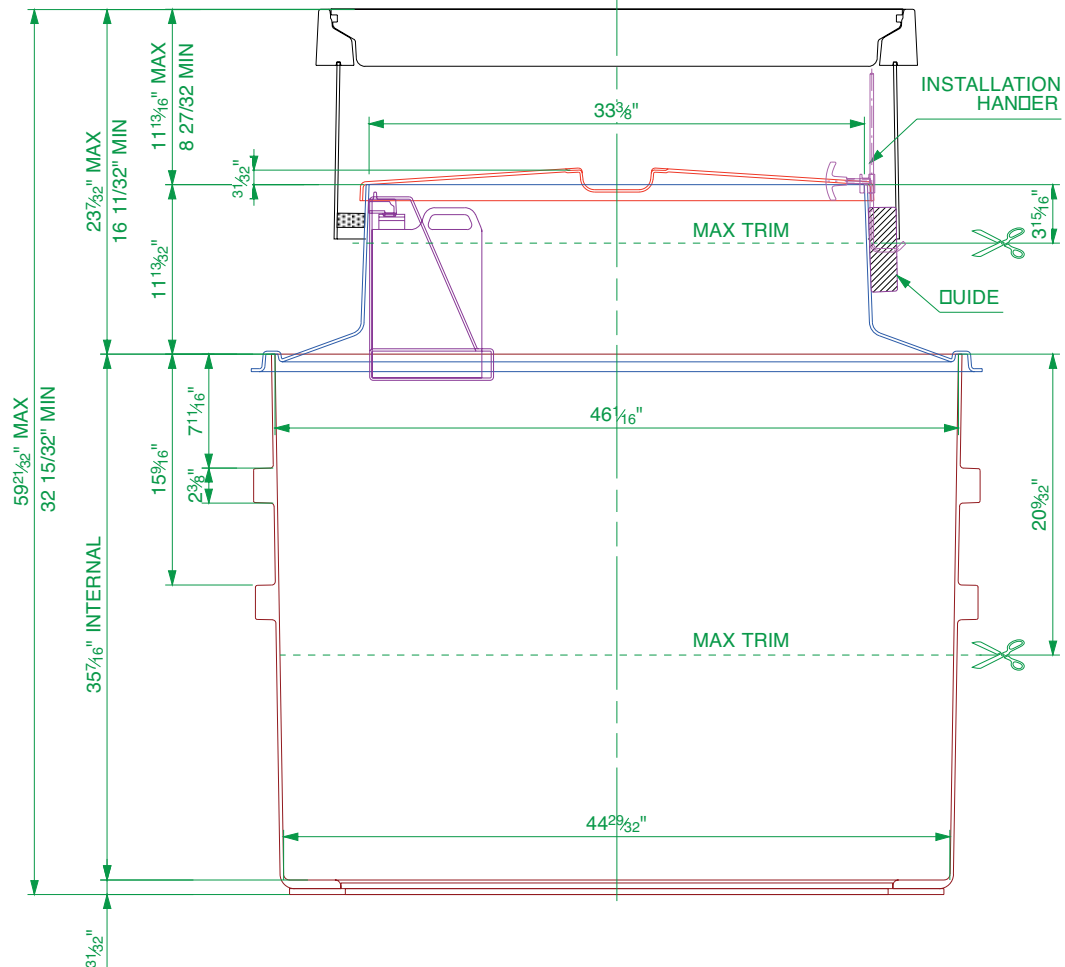 INSTALLATION
HAN□ER
33⅜"
11¹³⁄₁₆" MAX
8 27/32 MIN
23⁷⁄₃₂" MAX
16 11/32" MIN
³¹⁄₃₂"
11¹³⁄₃₂"
MAX TRIM
3¹⁵⁄₁₆"
□UIDE
59²¹⁄₃₂" MAX
32 15/32" MIN
7¹¹⁄₁₆"
2⅜"
15⁹⁄₁₆"
46¹⁄₁₆"
20⁹⁄₃₂"
35⁷⁄₁₆" INTERNAL
MAX TRIM
44²⁹⁄₃₂"
³¹⁄₃₂"